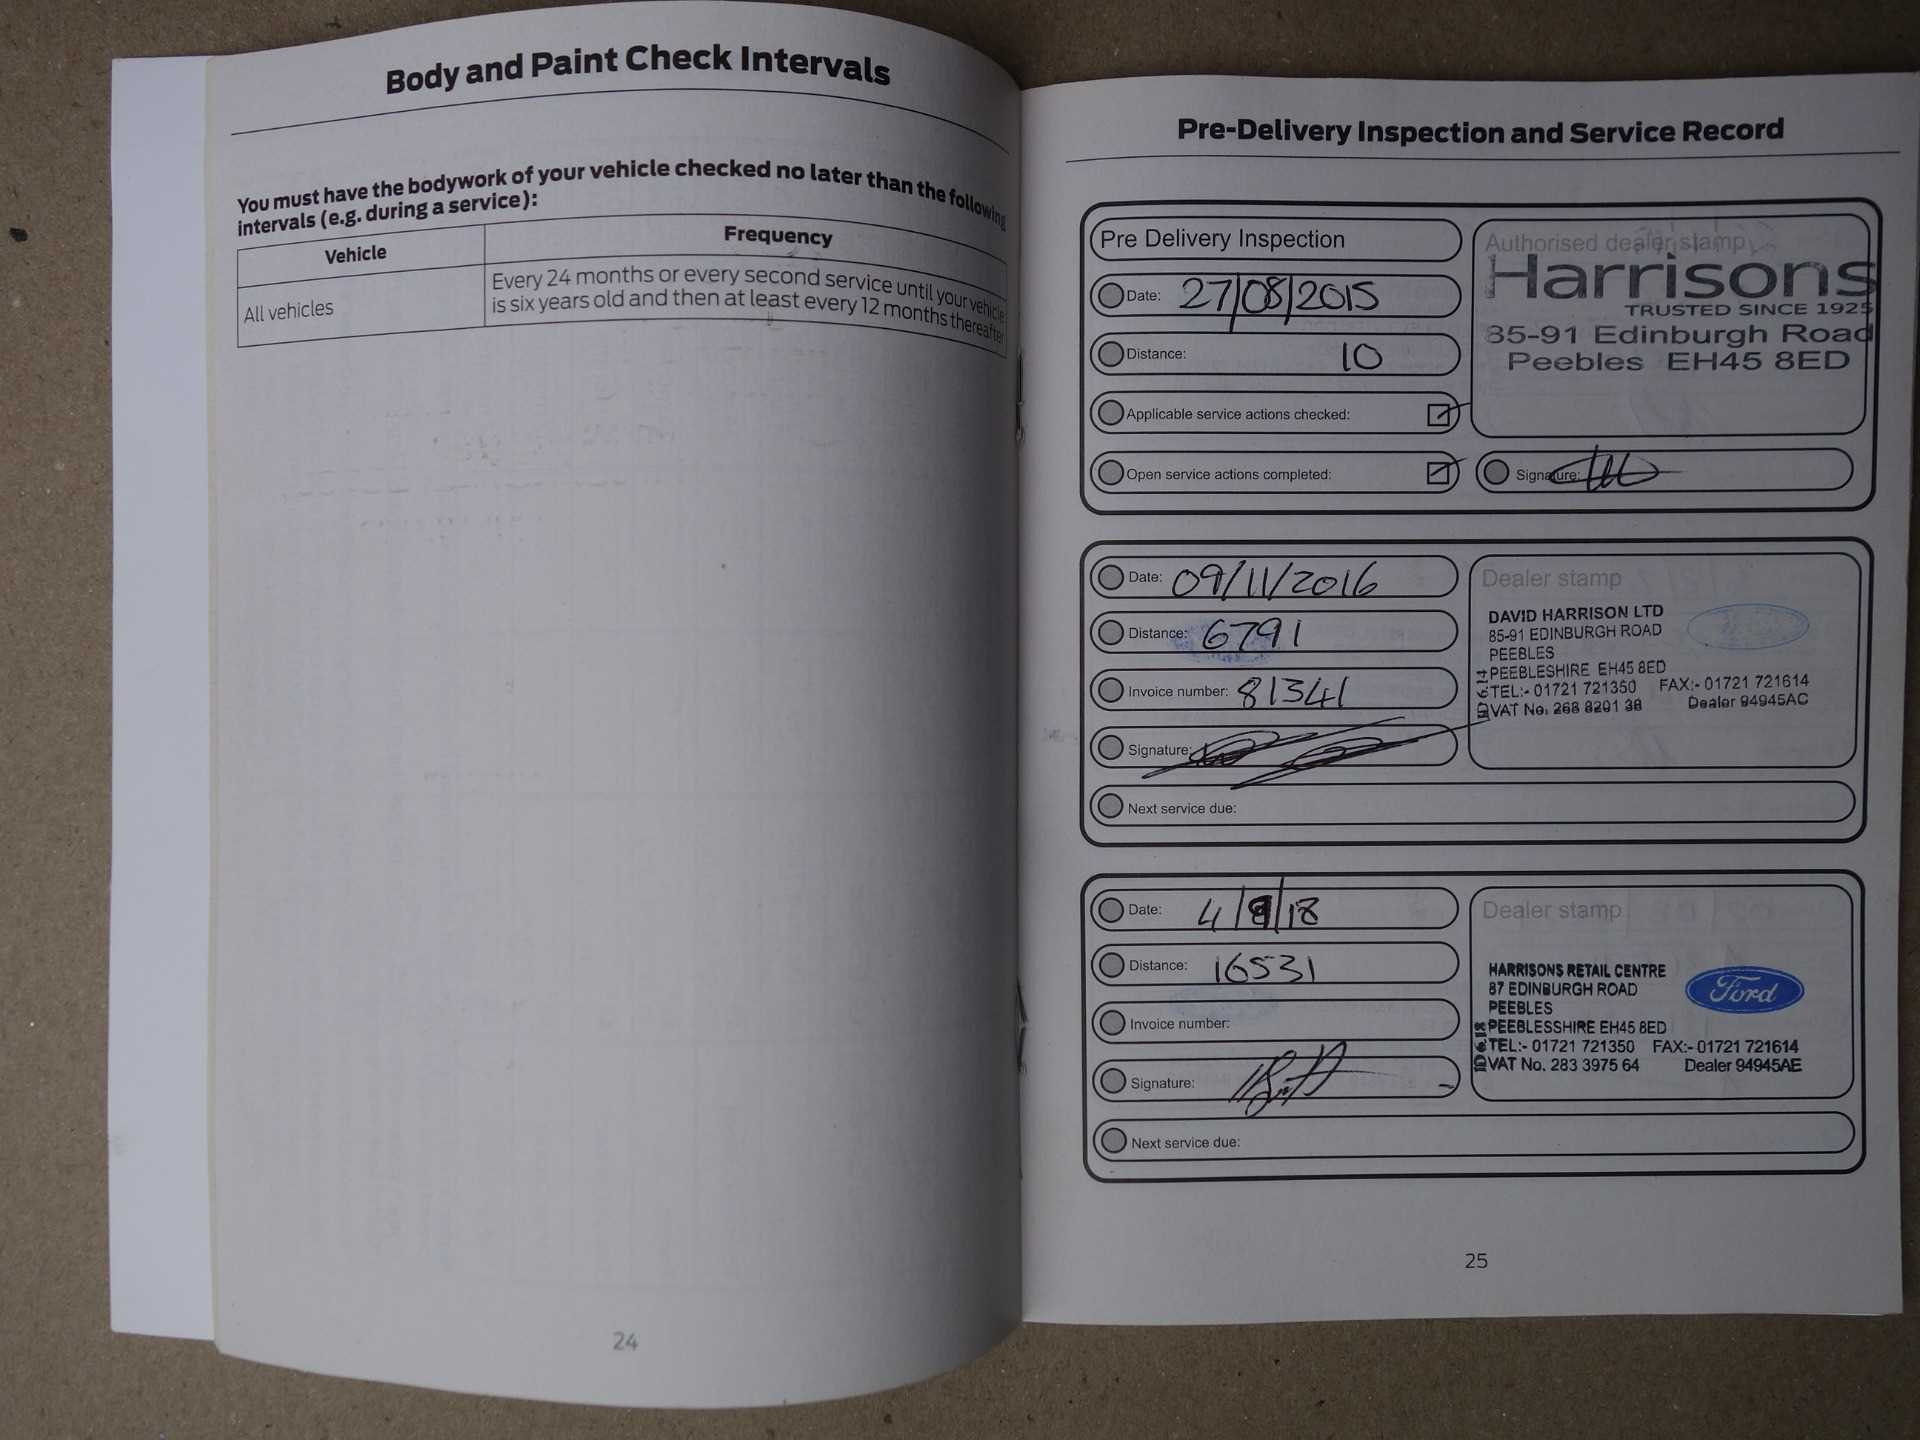 Body and Paint Check Intervals
You must have the bodywork of your vehicle checked no later than the following
intervals (e.g. during a service):
Vehicle
Frequency
All vehicles
Every 24 months or every second service until your vehicle
is six years old and then at least every 12 months thereafter
24
Pre-Delivery Inspection and Service Record
Pre Delivery Inspection
Date: 27/08/2015
Distance: 10
Applicable service actions checked:
Open service actions completed:
Authorised dealer stamp
Harrisons
TRUSTED SINCE 1925
85-91 Edinburgh Road
Peebles EH45 8ED
Signature:
Date: 09/11/2016
Distance: 6791
Invoice number: 81341
Signature:
Next service due:
Dealer stamp
DAVID HARRISON LTD
85-91 EDINBURGH ROAD
PEEBLES
PEEBLESHIRE EH45 8ED
TEL:- 01721 721350 FAX:- 01721 721614
VAT No. 268 8201 38 Dealer 94945AC
Date: 4/ /18
Distance: 16531
Invoice number:
Signature:
Next service due:
Dealer stamp
HARRISONS RETAIL CENTRE
87 EDINBURGH ROAD
PEEBLES
PEEBLESSHIRE EH45 8ED
TEL:- 01721 721350 FAX:- 01721 721614
VAT No. 283 3975 64 Dealer 94945AE
Ford
25